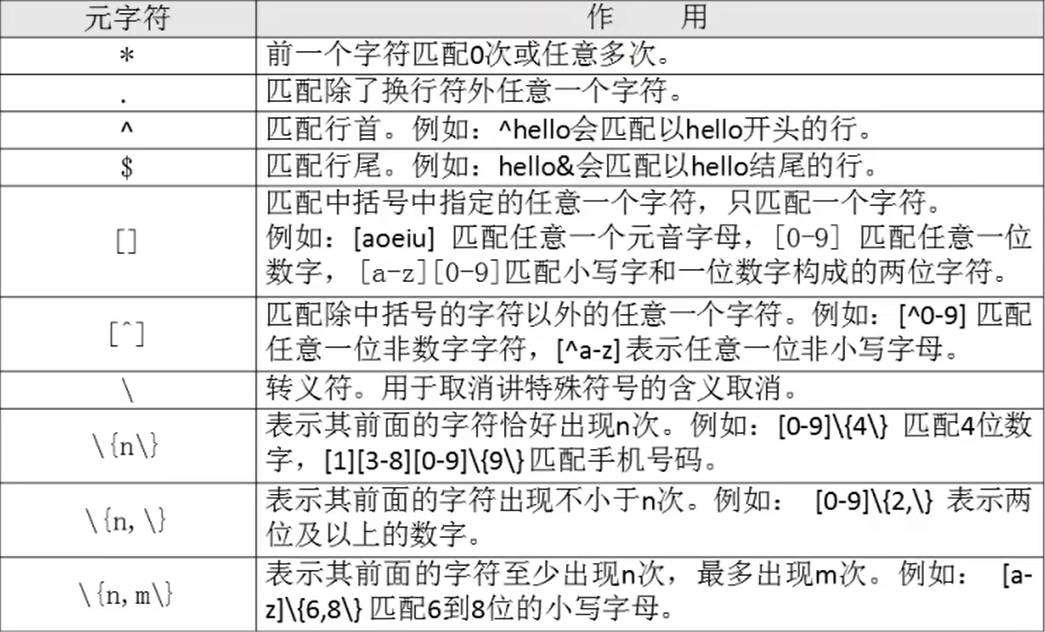 元字符 作 用
* 前一个字符匹配0次或任意多次。
. 匹配除了换行符外任意一个字符。
^ 匹配行首。例如：^hello会匹配以hello开头的行。
$ 匹配行尾。例如：hello&会匹配以hello结尾的行。
[] 匹配中括号中指定的任意一个字符，只匹配一个字符。
例如：[aoeiu] 匹配任意一个元音字母，[0-9] 匹配任意一位
数字，[a-z][0-9]匹配小写字和一位数字构成的两位字符。
[^] 匹配除中括号的字符以外的任意一个字符。例如：[^0-9] 匹配
任意一位非数字字符，[^a-z]表示任意一位非小写字母。
\ 转义符。用于取消讲特殊符号的含义取消。
\{n\} 表示其前面的字符恰好出现n次。例如：[0-9]\{4\} 匹配4位数
字，[1][3-8][0-9]\{9\}匹配手机号码。
\{n,\} 表示其前面的字符出现不小于n次。例如： [0-9]\{2,\} 表示两
位及以上的数字。
\{n,m\} 表示其前面的字符至少出现n次，最多出现m次。例如： [a-
z]\{6,8\}匹配6到8位的小写字母。